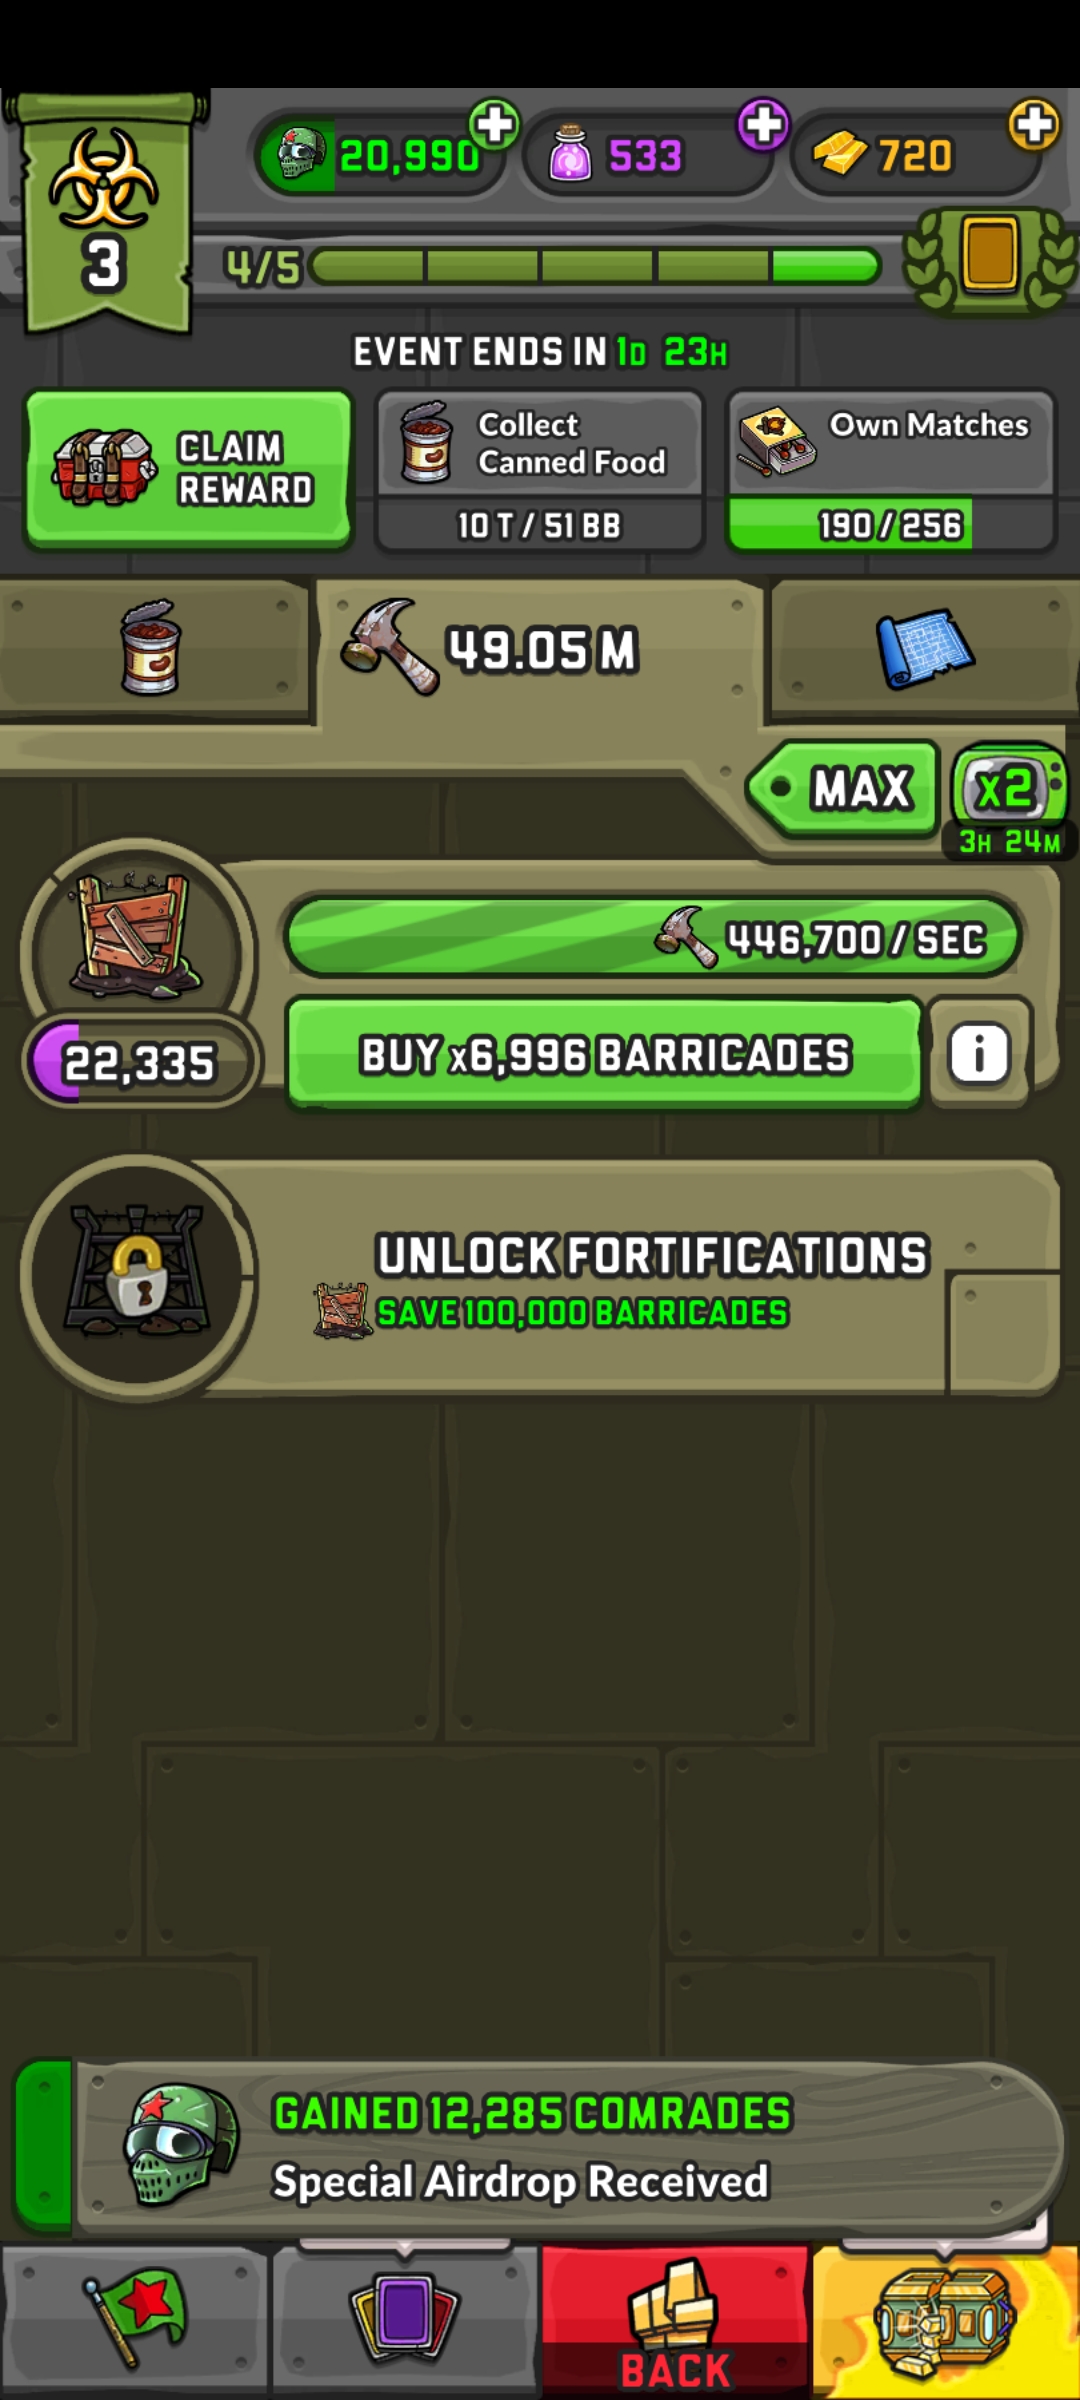 20,990
533
720
3
4/5
EVENT ENDS IN 1D 23H
CLAIM
REWARD
Collect
Canned Food
10 T / 51 BB
Own Matches
190 / 256
49.05 M
MAX
x2
3H 24M
446,700 / SEC
22,335
BUY x6,996 BARRICADES
i
UNLOCK FORTIFICATIONS
SAVE 100,000 BARRICADES
GAINED 12,285 COMRADES
Special Airdrop Received
BACK